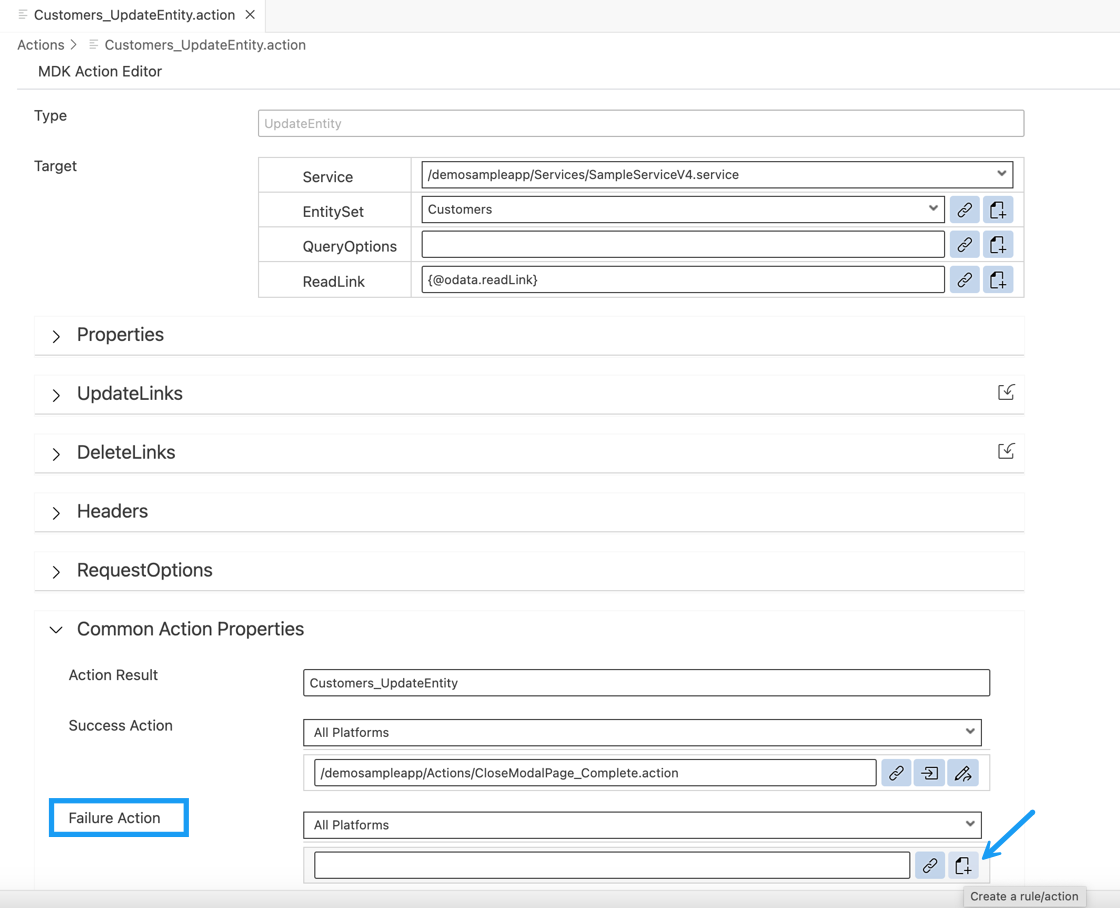 Customers_UpdateEntity.action
Actions > Customers_UpdateEntity.action
MDK Action Editor
Type
UpdateEntity
Target
Service
/demosampleapp/Services/SampleServiceV4.service
EntitySet
Customers
QueryOptions
ReadLink
{@odata.readLink}
Properties
UpdateLinks
DeleteLinks
Headers
RequestOptions
Common Action Properties
Action Result
Customers_UpdateEntity
Success Action
All Platforms
/demosampleapp/Actions/CloseModalPage_Complete.action
Failure Action
All Platforms
Create a rule/action